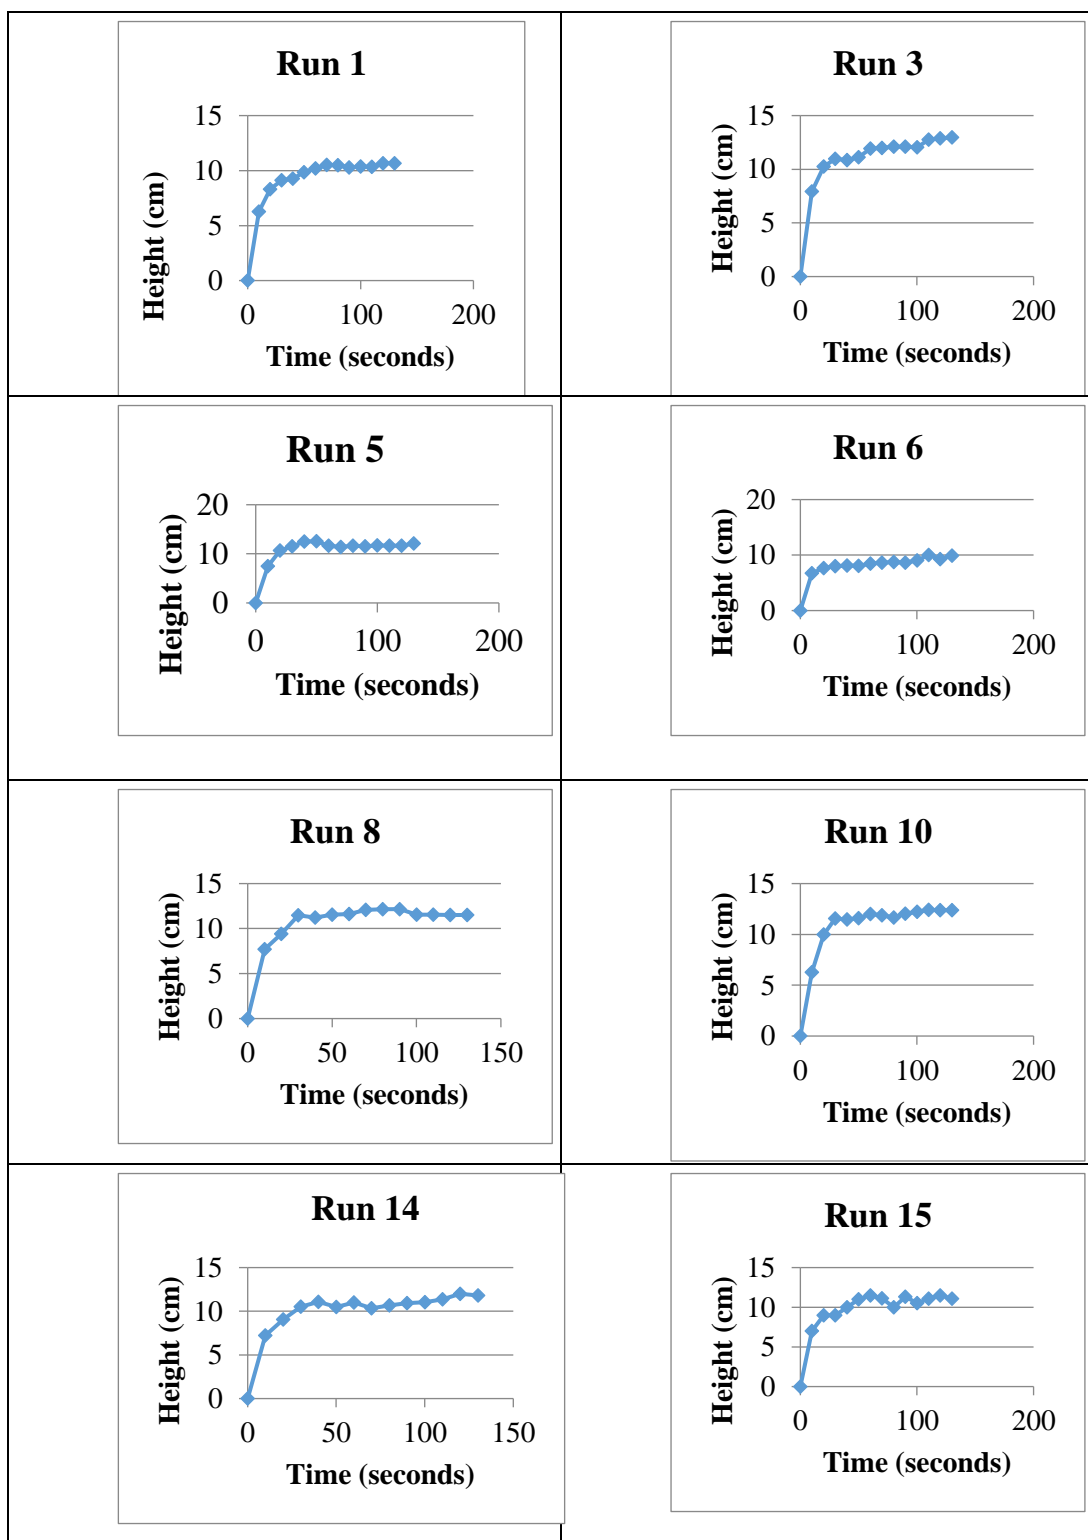 Run 1
15
10
5
0
Height (cm)
0 100 200
Time (seconds)
Run 3
15
10
5
0
Height (cm)
0 100 200
Time (seconds)
Run 5
20
10
0
Height (cm)
0 100 200
Time (seconds)
Run 6
20
10
0
Height (cm)
0 100 200
Time (seconds)
Run 8
15
10
5
0
Height (cm)
0 50 100 150
Time (seconds)
Run 10
15
10
5
0
Height (cm)
0 100 200
Time (seconds)
Run 14
15
10
5
0
Height (cm)
0 50 100 150
Time (seconds)
Run 15
15
10
5
0
Height (cm)
0 100 200
Time (seconds)